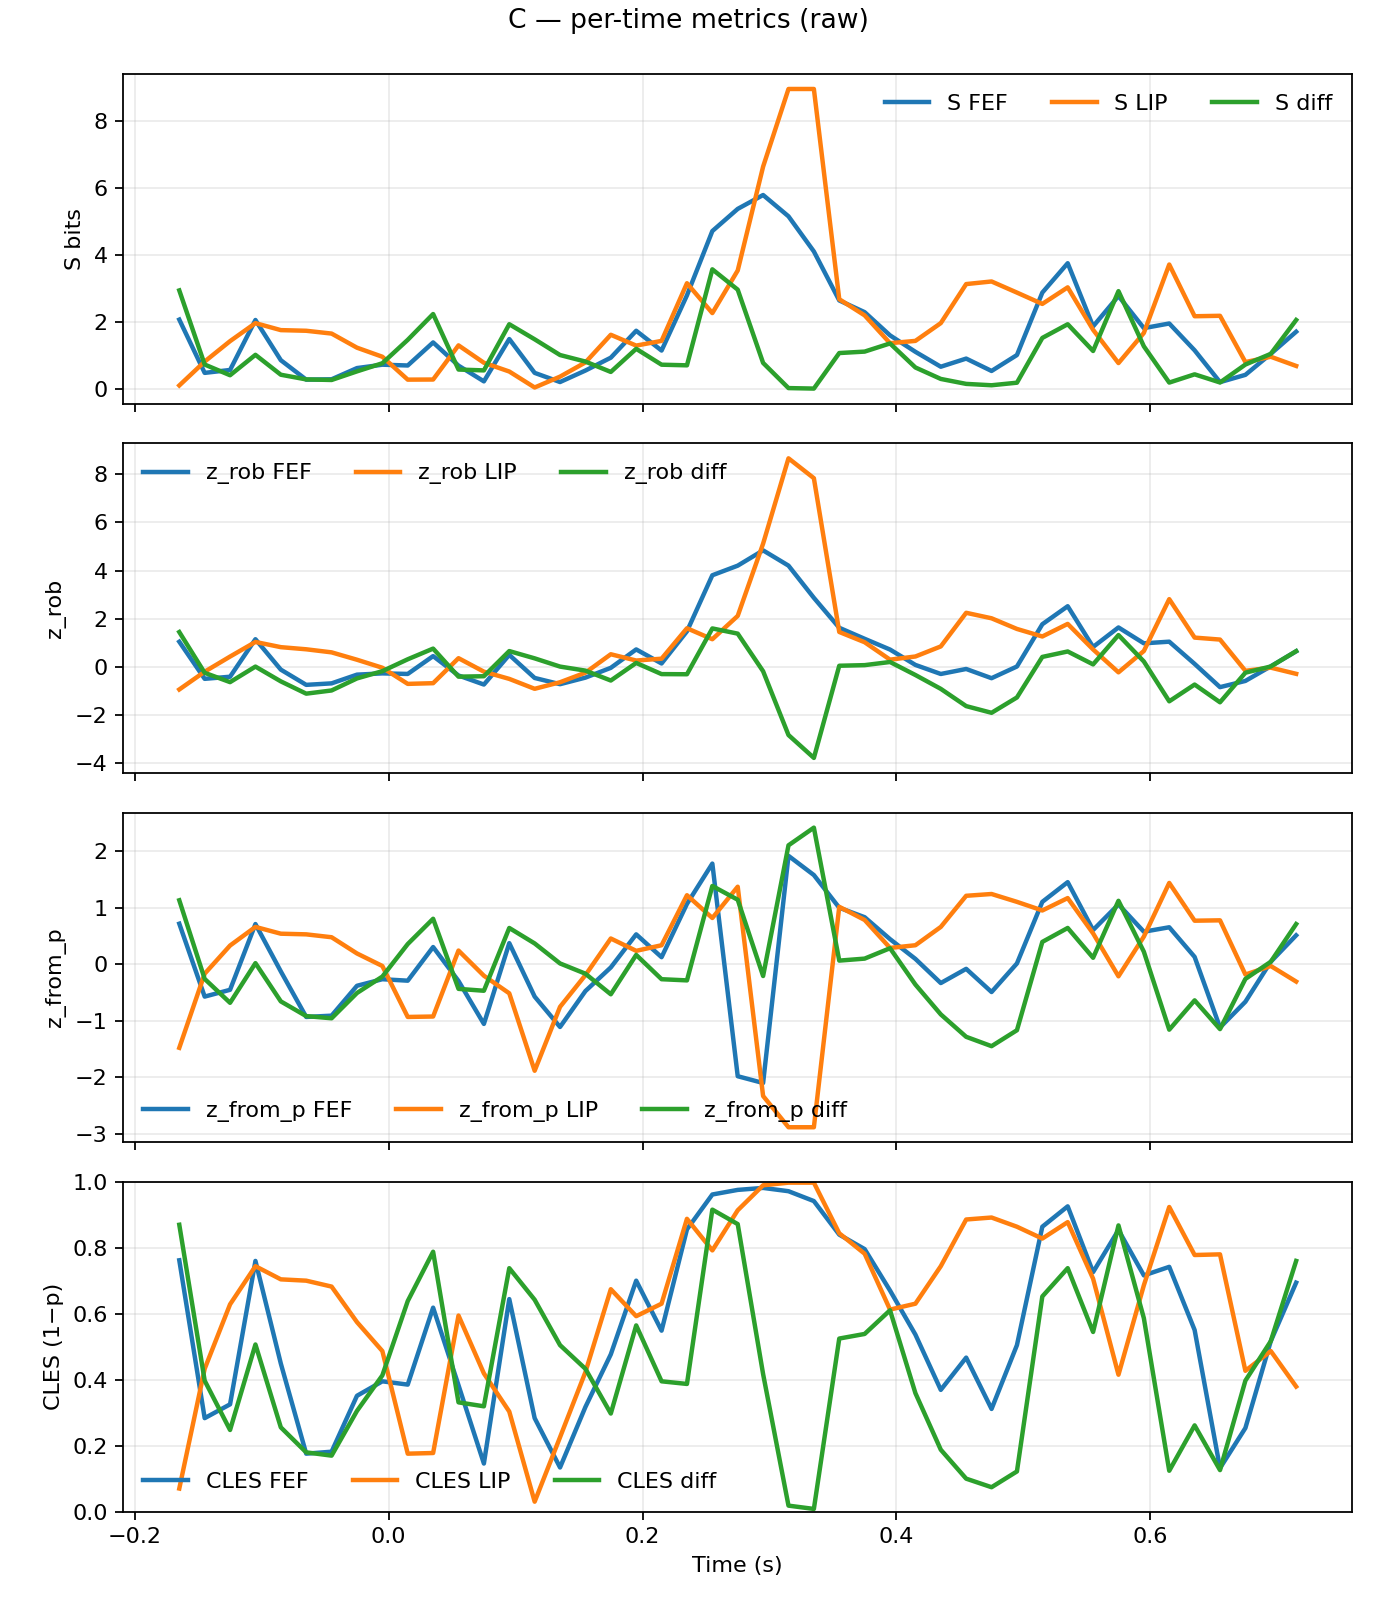 C — per-time metrics (raw)
S FEF S LIP S diff
8
6
4
2
0
S bits
z_rob FEF z_rob LIP z_rob diff
8
6
4
2
0
−2
−4
z_rob
2
1
0
−1
−2
−3
z_from_p
z_from_p FEF z_from_p LIP z_from_p diff
1.0
0.8
0.6
0.4
0.2
0.0
CLES (1−p)
CLES FEF CLES LIP CLES diff
−0.2 0.0 0.2 0.4 0.6
Time (s)